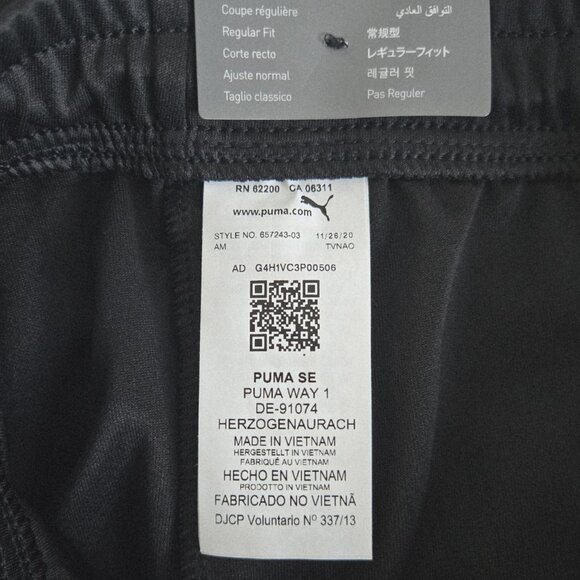 Coupe régulière التوافق العادي
Regular Fit 常规型
Corte recto レギュラーフィット
Ajuste normal 레귤러 핏
Taglio classico Pas Reguler
RN 62200 CA 06311
www.puma.com
STYLE NO. 657243-03 11/26/20
AM TVNAO
AD G4H1VC3P00506
PUMA SE
PUMA WAY 1
DE-91074
HERZOGENAURACH
MADE IN VIETNAM
HERGESTELLT IN VIETNAM
FABRIQUÉ AU VIETNAM
HECHO EN VIETNAM
PRODOTTO IN VIETNAM
FABRICADO NO VIETNÃ
DJCP Voluntario Nº 337/13